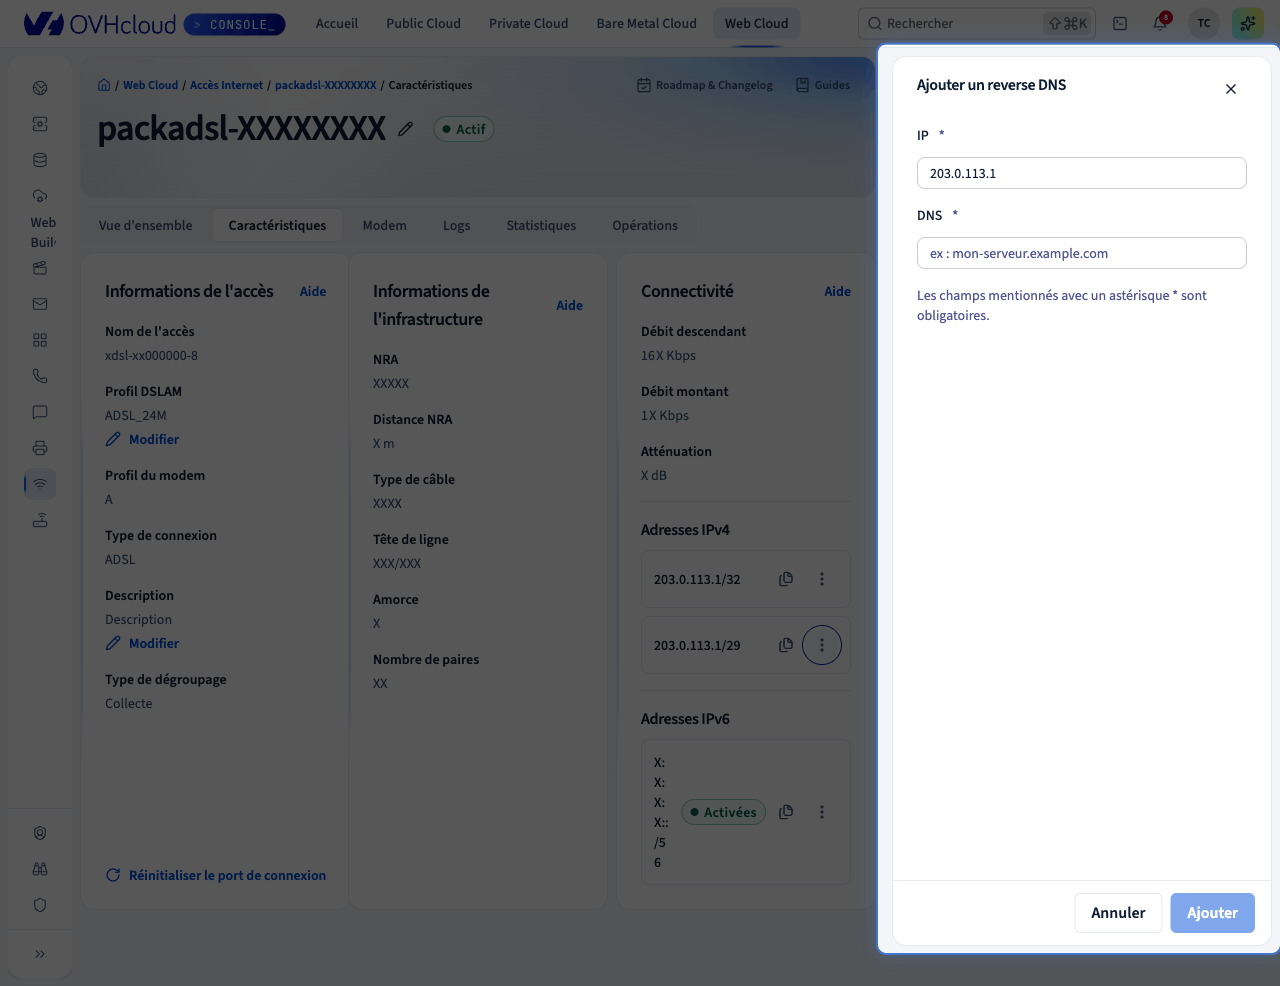 OVHcloud > CONSOLE_
Accueil Public Cloud Private Cloud Bare Metal Cloud Web Cloud
Rechercher ⇧⌘K
8
TC
/ Web Cloud / Accès Internet / packadsl-XXXXXXXX / Caractéristiques
Roadmap & Changelog Guides
packadsl-XXXXXXXX
Actif
Web
Buil
Vue d'ensemble Caractéristiques Modem Logs Statistiques Opérations
Informations de l'accès Aide
Nom de l'accès
xdsl-xx000000-8
Profil DSLAM
ADSL_24M
Modifier
Profil du modem
A
Type de connexion
ADSL
Description
Description
Modifier
Type de dégroupage
Collecte
Réinitialiser le port de connexion
Informations de
l'infrastructure
Aide
NRA
XXXXX
Distance NRA
X m
Type de câble
XXXX
Tête de ligne
XXX/XXX
Amorce
X
Nombre de paires
XX
Connectivité Aide
Débit descendant
16X Kbps
Débit montant
1X Kbps
Atténuation
X dB
Adresses IPv4
203.0.113.1/32
203.0.113.1/29
Adresses IPv6
X:
X:
X:
X::
/5
6
Activées
Ajouter un reverse DNS
IP *
203.0.113.1
DNS *
ex : mon-serveur.example.com
Les champs mentionnés avec un astérisque * sont
obligatoires.
Annuler Ajouter